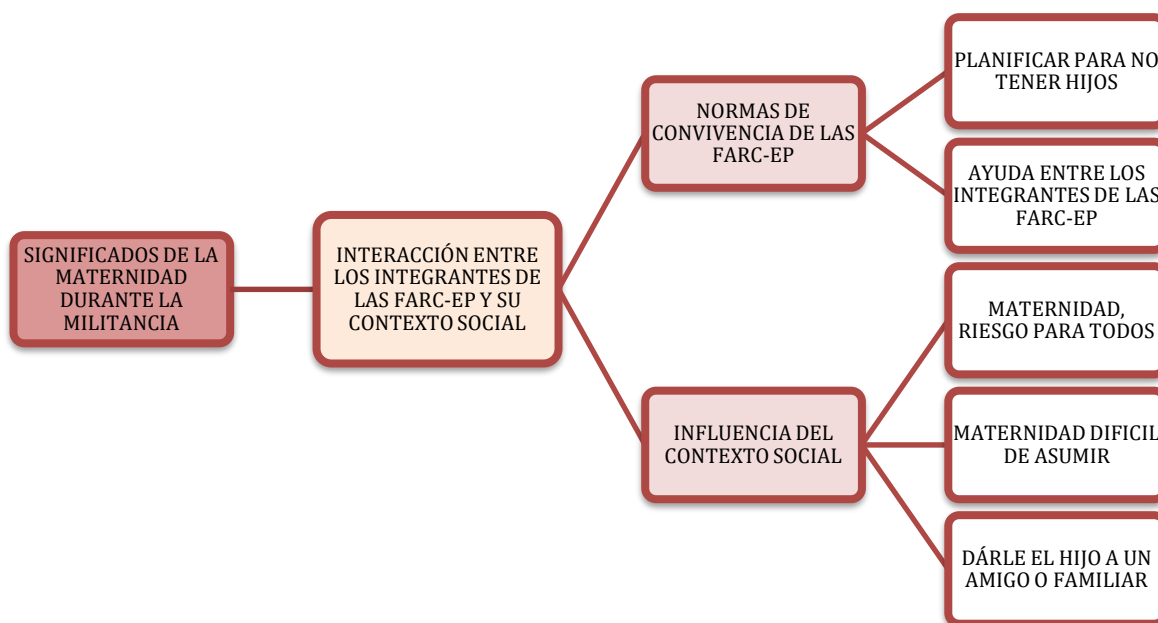 SIGNIFICADOS DE LA
MATERNIDAD
DURANTE LA
MILITANCIA
INTERACCIÓN ENTRE
LOS INTEGRANTES DE
LAS FARC-EP Y SU
CONTEXTO SOCIAL
NORMAS DE
CONVIVENCIA DE LAS
FARC-EP
PLANIFICAR PARA NO
TENER HIJOS
AYUDA ENTRE LOS
INTEGRANTES DE LAS
FARC-EP
INFLUENCIA DEL
CONTEXTO SOCIAL
MATERNIDAD,
RIESGO PARA TODOS
MATERNIDAD DIFICIL
DE ASUMIR
DÁRLE EL HIJO A UN
AMIGO O FAMILIAR